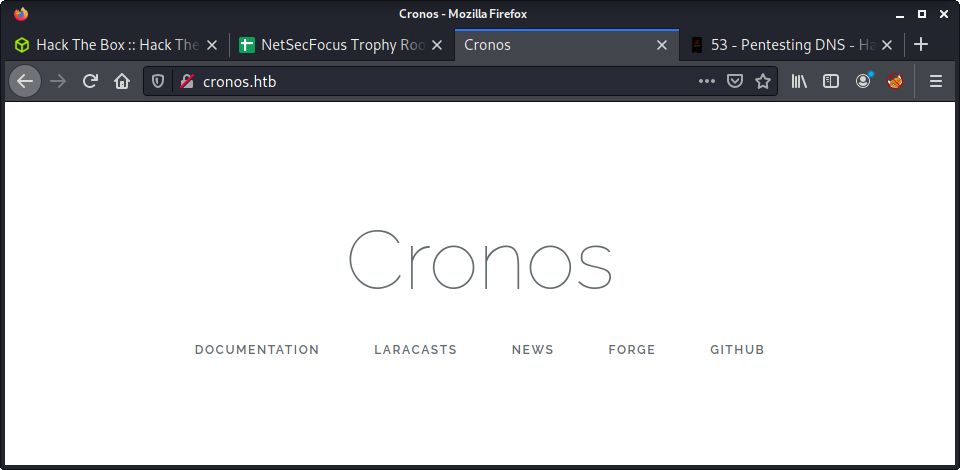 Cronos - Mozilla Firefox
Hack The Box :: Hack The
NetSecFocus Trophy Roo
Cronos
53 - Pentesting DNS - Ha
cronos.htb
Cronos
DOCUMENTATION LARACASTS NEWS FORGE GITHUB